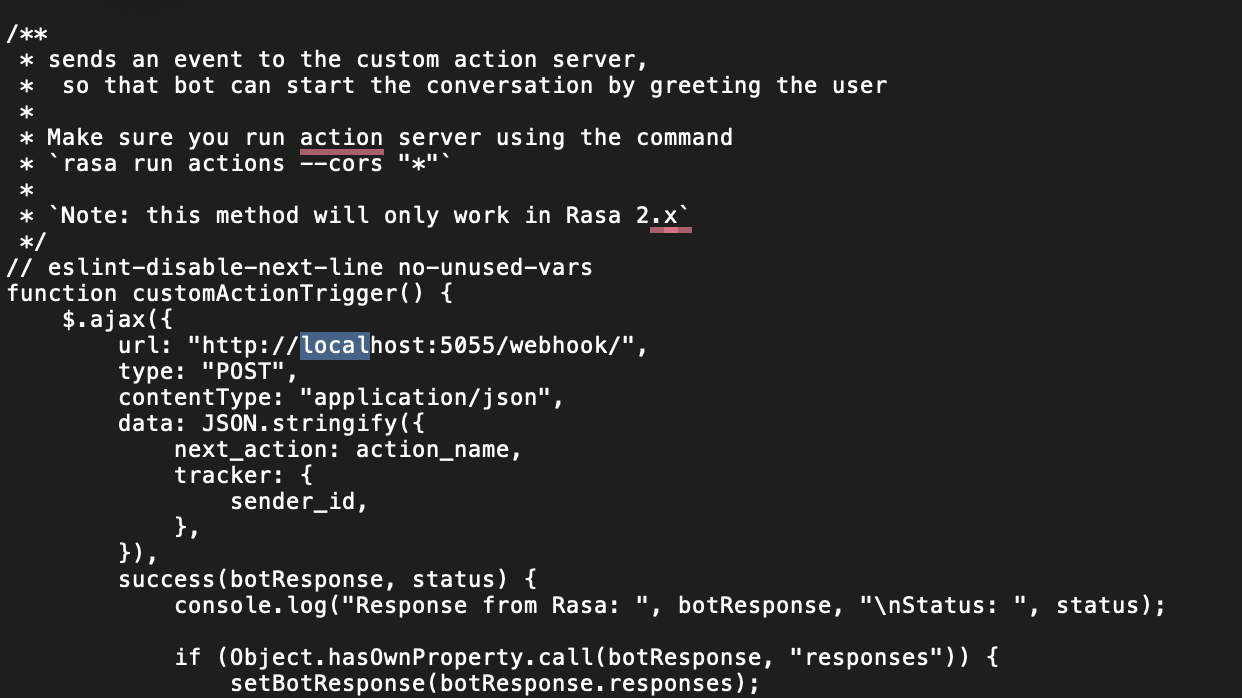 /**
 * sends an event to the custom action server,
 *  so that bot can start the conversation by greeting the user
 *
 * Make sure you run action server using the command
 * `rasa run actions --cors "*"`
 *
 * `Note: this method will only work in Rasa 2.x`
 */
// eslint-disable-next-line no-unused-vars
function customActionTrigger() {
    $.ajax({
        url: "http://localhost:5055/webhook/",
        type: "POST",
        contentType: "application/json",
        data: JSON.stringify({
            next_action: action_name,
            tracker: {
                sender_id,
            },
        }),
        success(botResponse, status) {
            console.log("Response from Rasa: ", botResponse, "\nStatus: ", status);

            if (Object.hasOwnProperty.call(botResponse, "responses")) {
                setBotResponse(botResponse.responses);